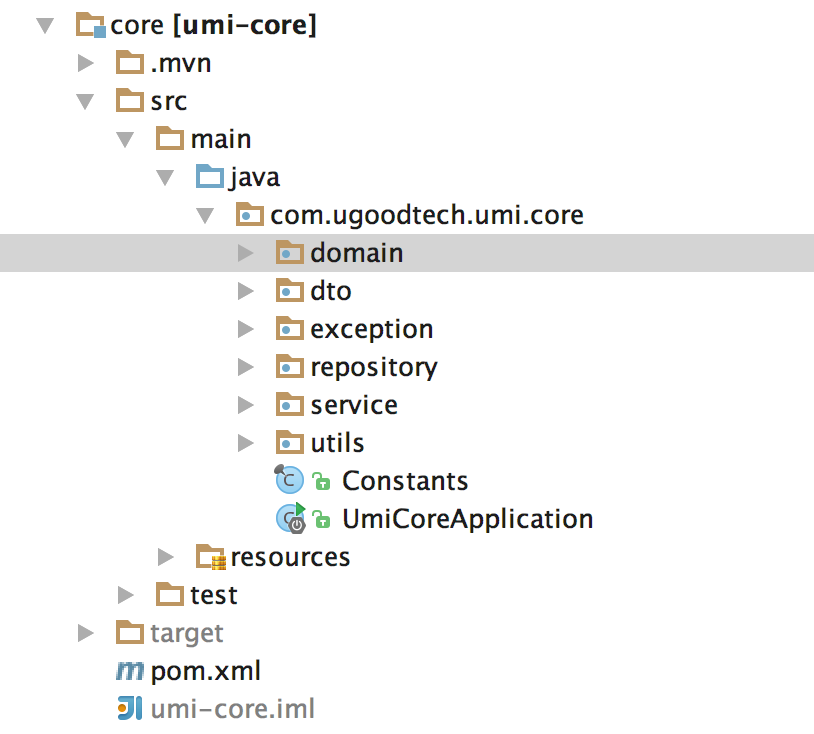 core [umi-core]
.mvn
src
main
java
com.ugoodtech.umi.core
domain
dto
exception
repository
service
utils
Constants
UmiCoreApplication
resources
test
target
pom.xml
umi-core.iml